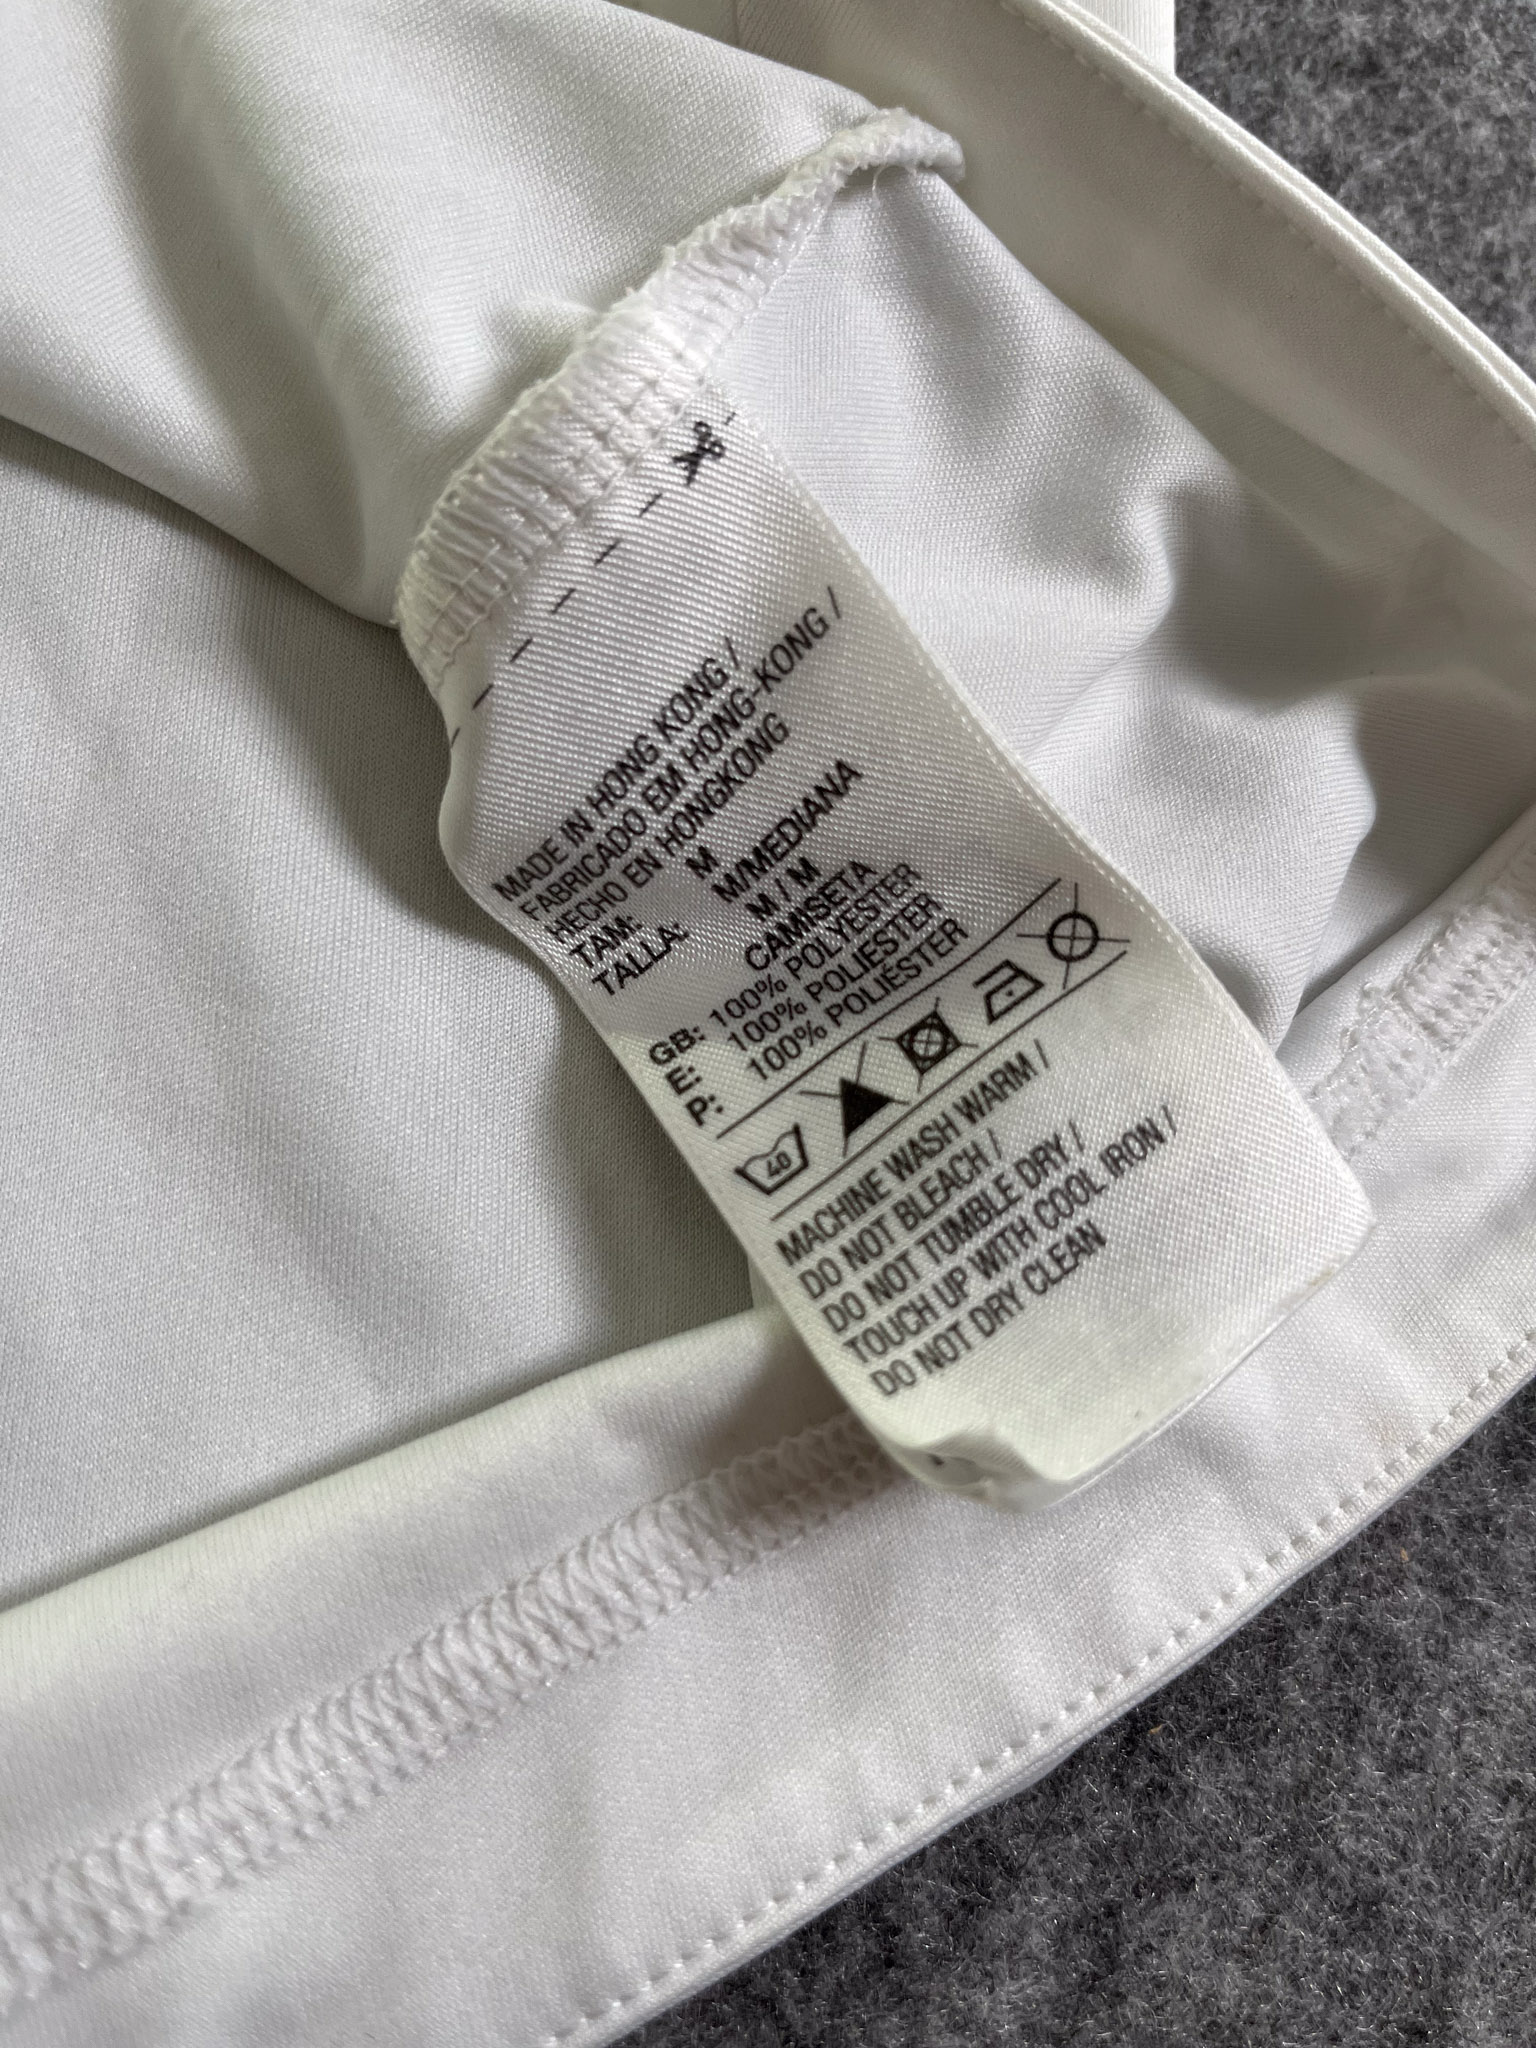 MADE IN HONG KONG /
FABRICADO EM HONG-KONG /
HECHO EN HONGKONG
TAM: M
TALLA: M/MEDIANA
M / M
CAMISETA
GB: 100% POLYESTER
E: 100% POLIESTER
P: 100% POLIÉSTER
40
MACHINE WASH WARM /
DO NOT BLEACH /
DO NOT TUMBLE DRY /
TOUCH UP WITH COOL IRON /
DO NOT DRY CLEAN